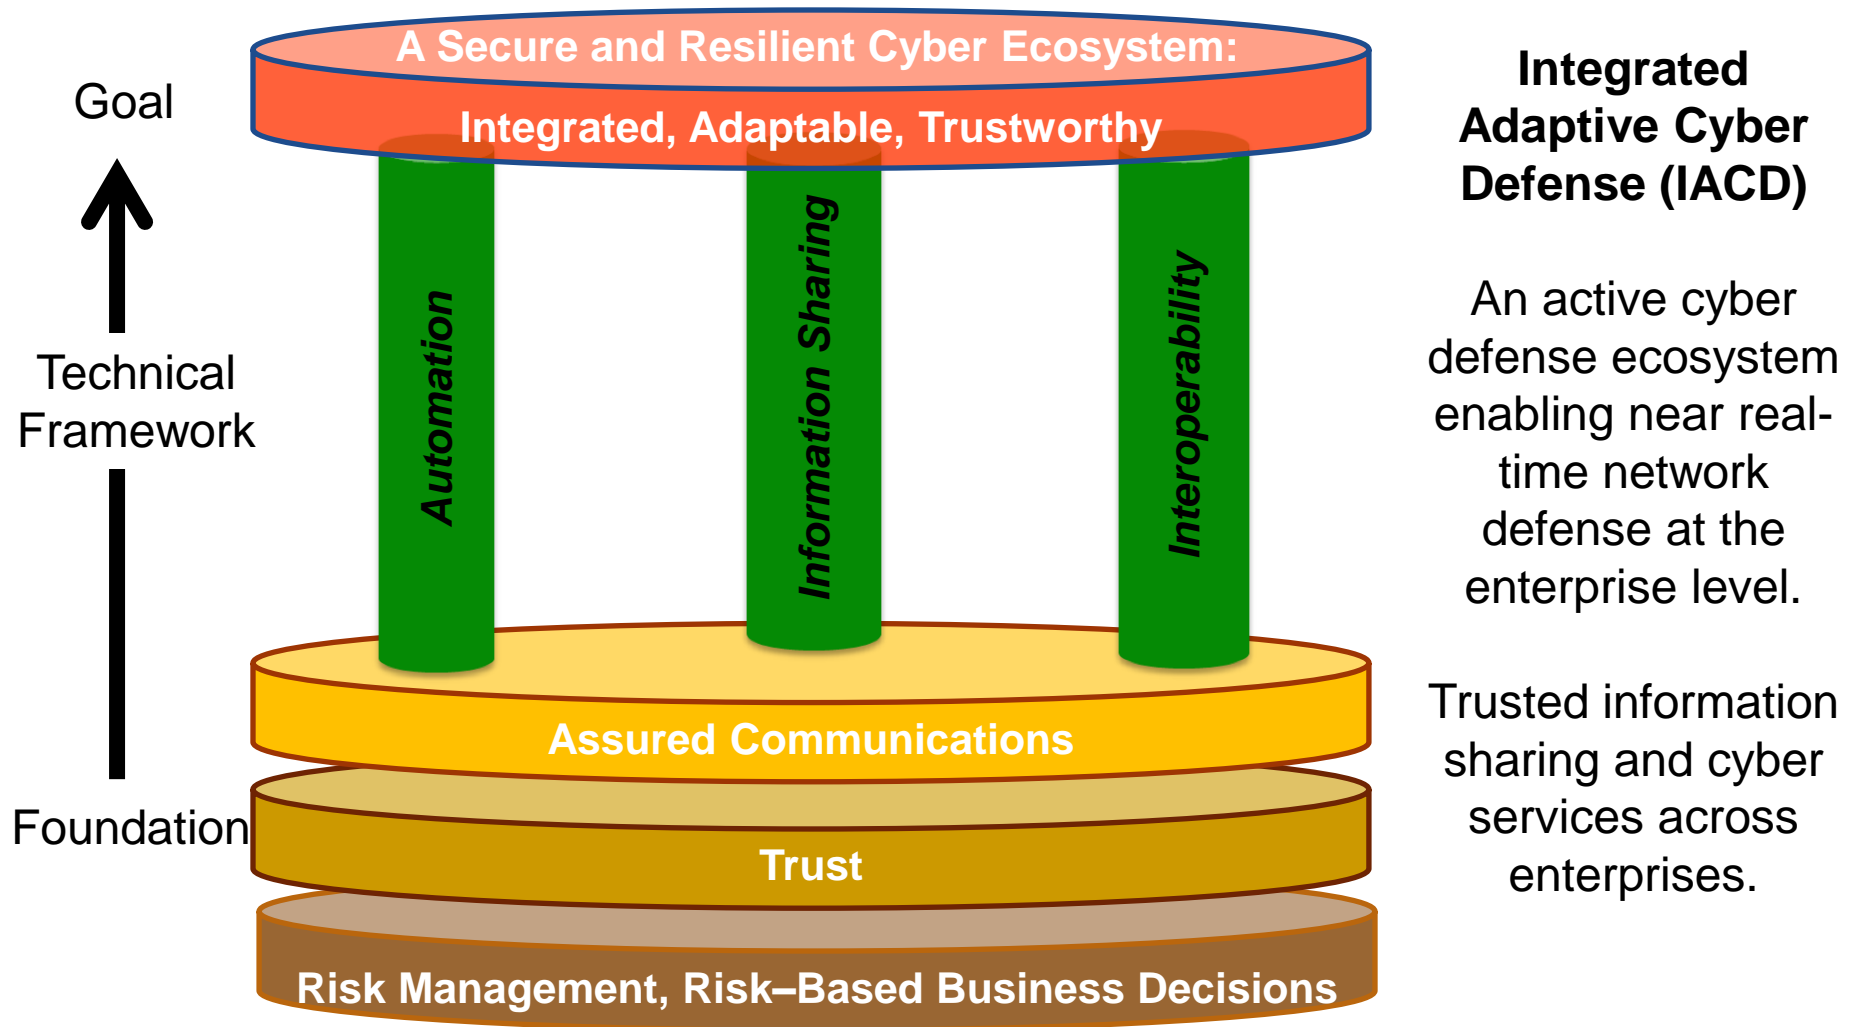 A Secure and Resilient Cyber Ecosystem:
Integrated, Adaptable, Trustworthy
Goal
Technical
Framework
Foundation
Automation
Information Sharing
Interoperability
Assured Communications
Trust
Risk Management, Risk–Based Business Decisions
Integrated
Adaptive Cyber
Defense (IACD)
An active cyber
defense ecosystem
enabling near real-
time network
defense at the
enterprise level.
Trusted information
sharing and cyber
services across
enterprises.